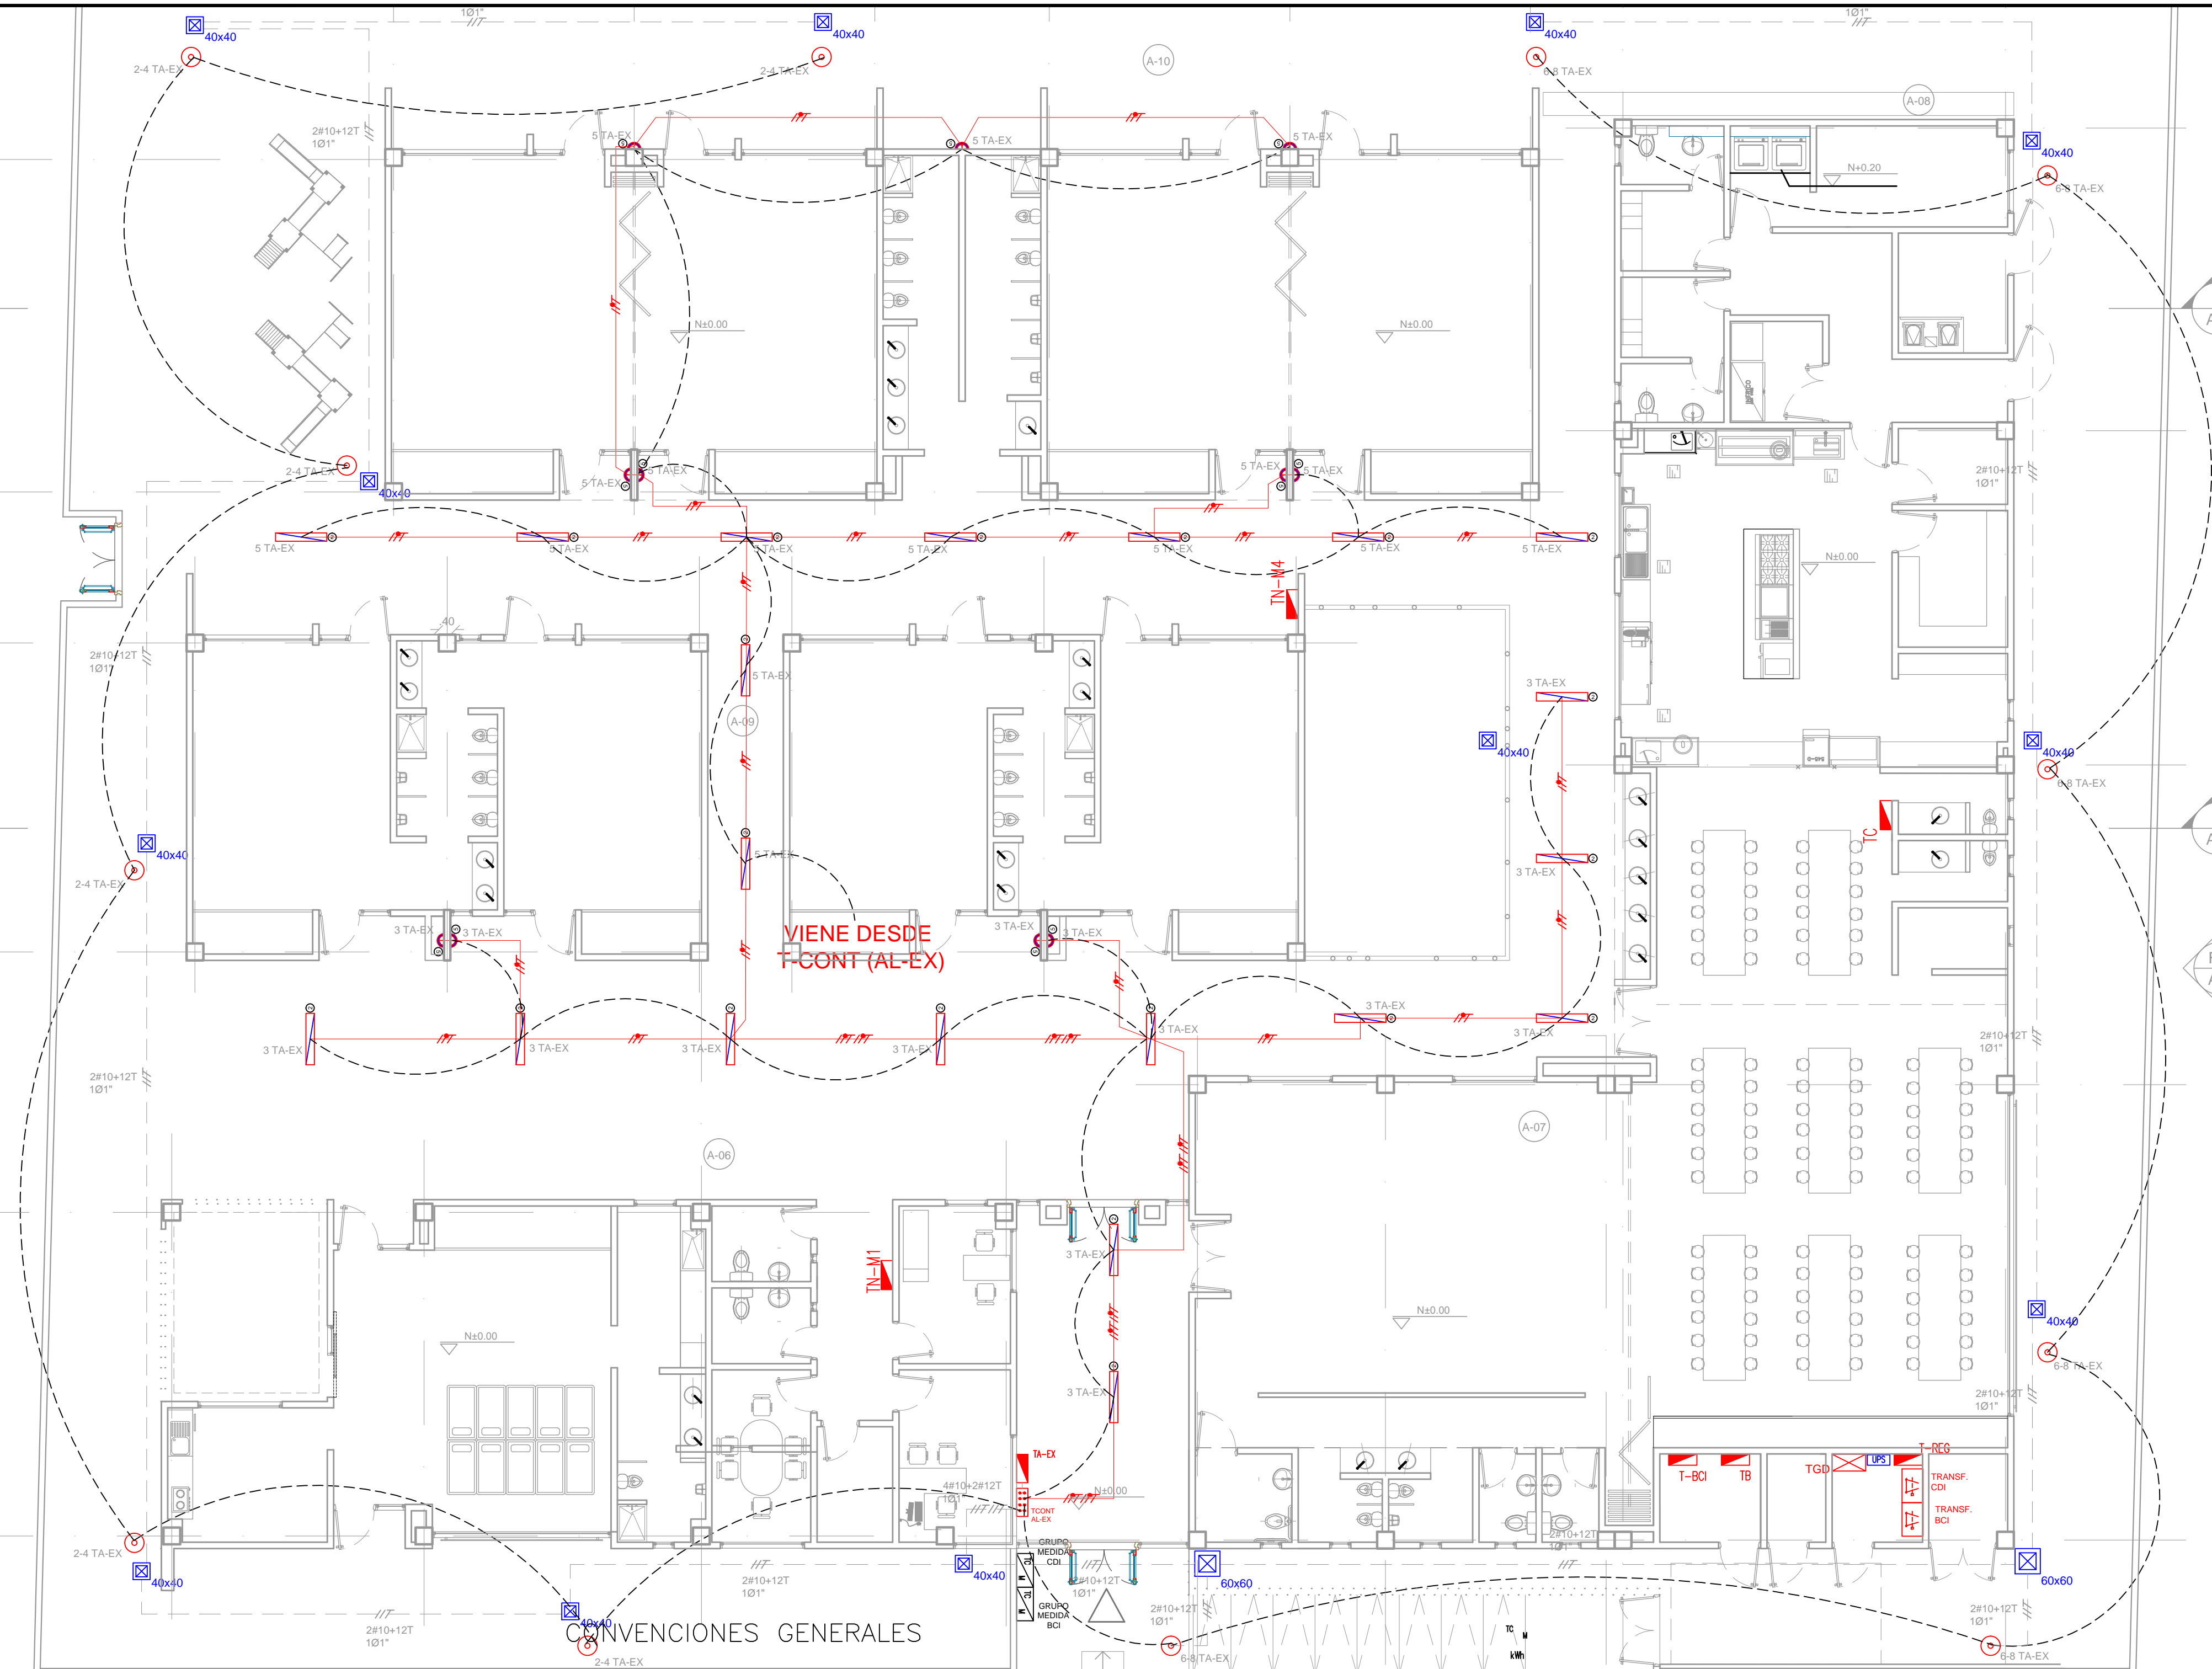 1Ø1"
1Ø1"
40x40
40x40
40x40
2-4 TA-EX
2-4 TA-EX
A-10
6-8 TA-EX
A-08
2#10+12T
1Ø1"
5 TA-EX
5 TA-EX
5 TA-EX
40x40
N+0.20
6-8 TA-EX
N±0.00
N±0.00
2-4 TA-EX
40x40
5 TA-EX
5 TA-EX
5 TA-EX
5 TA-EX
2#10+12T
1Ø1"
5 TA-EX
5 TA-EX
5 TA-EX
5 TA-EX
5 TA-EX
5 TA-EX
5 TA-EX
N±0.00
TN-M4
.40
2#10+12T
1Ø1"
5 TA-EX
3 TA-EX
A-09
40x40
40x40
6-8 TA-EX
40x40
5 TA-EX
TC
3 TA-EX
2-4 TA-EX
3 TA-EX
3 TA-EX
VIENE DESDE
T-CONT (AL-EX)
3 TA-EX
3 TA-EX
3 TA-EX
3 TA-EX
3 TA-EX
3 TA-EX
3 TA-EX
3 TA-EX
3 TA-EX
2#10+12T
1Ø1"
2#10+12T
1Ø1"
A-07
A-06
3 TA-EX
TN-M1
N±0.00
N±0.00
40x40
6-8 TA-EX
3 TA-EX
2#10+12T
1Ø1"
TA-EX
T-REG
T-BCI
TB
TGD
UPS
TRANSF.
CDI
TRANSF.
BCI
4#10+2#12T
1Ø1"
N±0.00
TCONT
AL-EX
2#10+12T
1Ø1"
2-4 TA-EX
40x40
GRUPO
MEDIDA
CDI
TC
M
TC
M
GRUPO
MEDIDA
BCI
40x40
60x60
60x60
2#10+12T
1Ø1"
2#10+12T
1Ø1"
2#10+12T
1Ø1"
2#10+12T
1Ø1"
2#10+12T
1Ø1"
40x40
CONVENCIONES GENERALES
TC
M
kWh
2-4 TA-EX
6-8 TA-EX
6-8 TA-EX